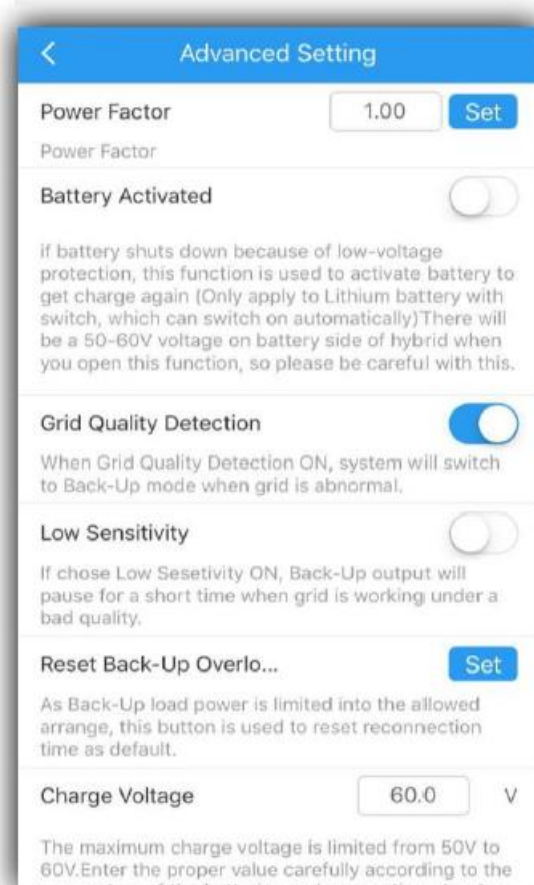 Advanced Setting
Power Factor 1.00 Set
Power Factor
Battery Activated
if battery shuts down because of low-voltage
protection, this function is used to activate battery to
get charge again (Only apply to Lithium battery with
switch, which can switch on automatically)There will
be a 50-60V voltage on battery side of hybrid when
you open this function, so please be careful with this.
Grid Quality Detection
When Grid Quality Detection ON, system will switch
to Back-Up mode when grid is abnormal.
Low Sensitivity
If chose Low Sesetivity ON, Back-Up output will
pause for a short time when grid is working under a
bad quality.
Reset Back-Up Overlo... Set
As Back-Up load power is limited into the allowed
arrange, this button is used to reset reconnection
time as default.
Charge Voltage 60.0 V
The maximum charge voltage is limited from 50V to
60V.Enter the proper value carefully according to the